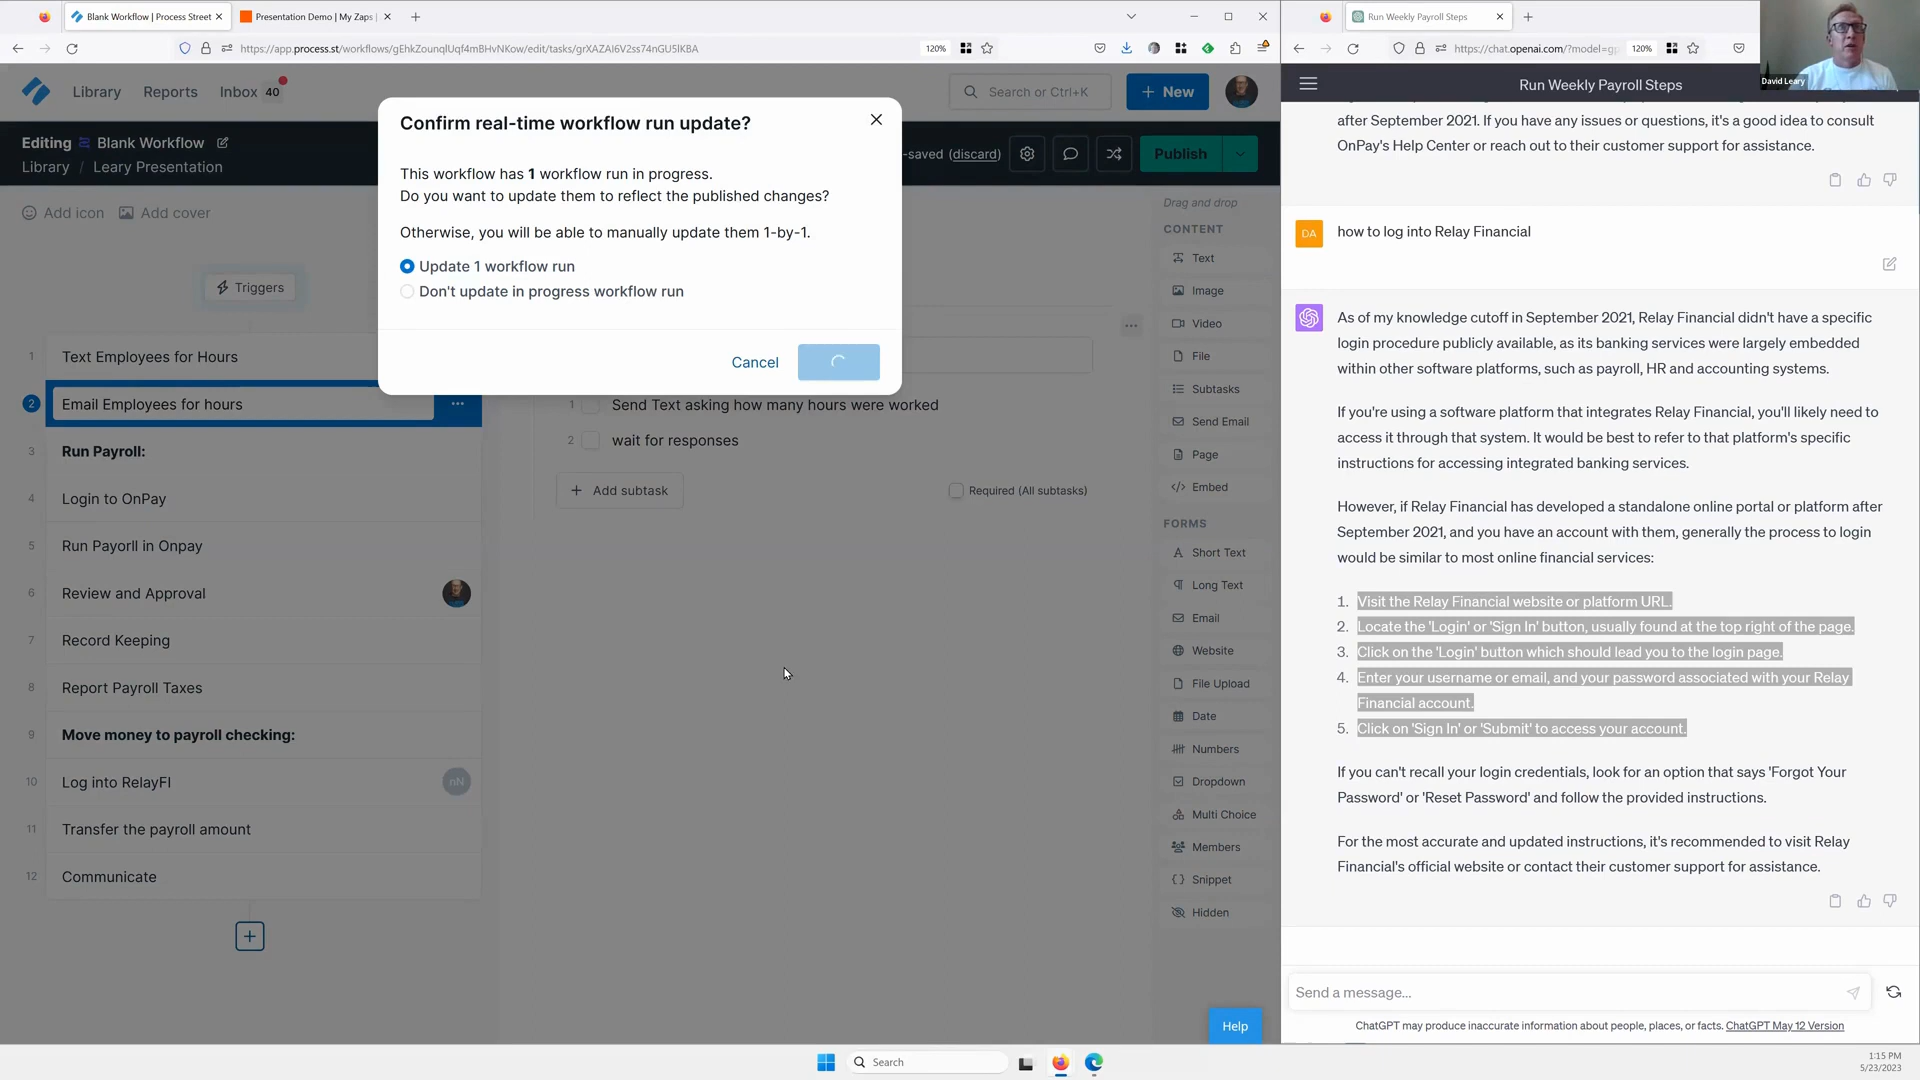 Blank Workflow | Process Street
Presentation Demo | My Zaps |
https://app.process.st/workflows/gEhkZounqlUqf4mBHvNKow/edit/tasks/grXAZAI6V2ss74nGU5lKBA
120%
Library
Reports
Inbox
40
Search or Ctrl+K
+ New
Editing
Blank Workflow
Library / Leary Presentation
-saved (discard)
Publish
Add icon
Add cover
Triggers
1 Text Employees for Hours
2 Email Employees for hours
3 Run Payroll:
4 Login to OnPay
5 Run Payorll in Onpay
6 Review and Approval
7 Record Keeping
8 Report Payroll Taxes
9 Move money to payroll checking:
10 Log into RelayFI
nN
11 Transfer the payroll amount
12 Communicate
Confirm real-time workflow run update?
This workflow has 1 workflow run in progress.
Do you want to update them to reflect the published changes?
Otherwise, you will be able to manually update them 1-by-1.
Update 1 workflow run
Don't update in progress workflow run
Cancel
1 Send Text asking how many hours were worked
2 wait for responses
+ Add subtask
Required (All subtasks)
Drag and drop
CONTENT
Text
Image
Video
File
Subtasks
Send Email
Page
Embed
FORMS
Short Text
Long Text
Email
Website
File Upload
Date
Numbers
Dropdown
Multi Choice
Members
Snippet
Hidden
Help
Run Weekly Payroll Steps
https://chat.openai.com/?model=gp
120%
David Leary
Run Weekly Payroll Steps
after September 2021. If you have any issues or questions, it's a good idea to consult
OnPay's Help Center or reach out to their customer support for assistance.
DA
how to log into Relay Financial
As of my knowledge cutoff in September 2021, Relay Financial didn't have a specific
login procedure publicly available, as its banking services were largely embedded
within other software platforms, such as payroll, HR and accounting systems.
If you're using a software platform that integrates Relay Financial, you'll likely need to
access it through that system. It would be best to refer to that platform's specific
instructions for accessing integrated banking services.
However, if Relay Financial has developed a standalone online portal or platform after
September 2021, and you have an account with them, generally the process to login
would be similar to most online financial services:
1. Visit the Relay Financial website or platform URL.
2. Locate the 'Login' or 'Sign In' button, usually found at the top right of the page.
3. Click on the 'Login' button which should lead you to the login page.
4. Enter your username or email, and your password associated with your Relay
Financial account.
5. Click on 'Sign In' or 'Submit' to access your account.
If you can't recall your login credentials, look for an option that says 'Forgot Your
Password' or 'Reset Password' and follow the provided instructions.
For the most accurate and updated instructions, it's recommended to visit Relay
Financial's official website or contact their customer support for assistance.
Send a message...
ChatGPT may produce inaccurate information about people, places, or facts. ChatGPT May 12 Version
Search
1:15 PM
5/23/2023